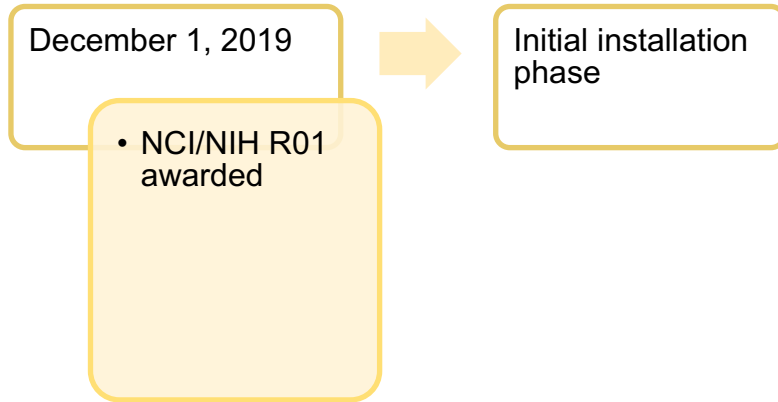 December 1, 2019
• NCI/NIH R01
awarded
Initial installation
phase